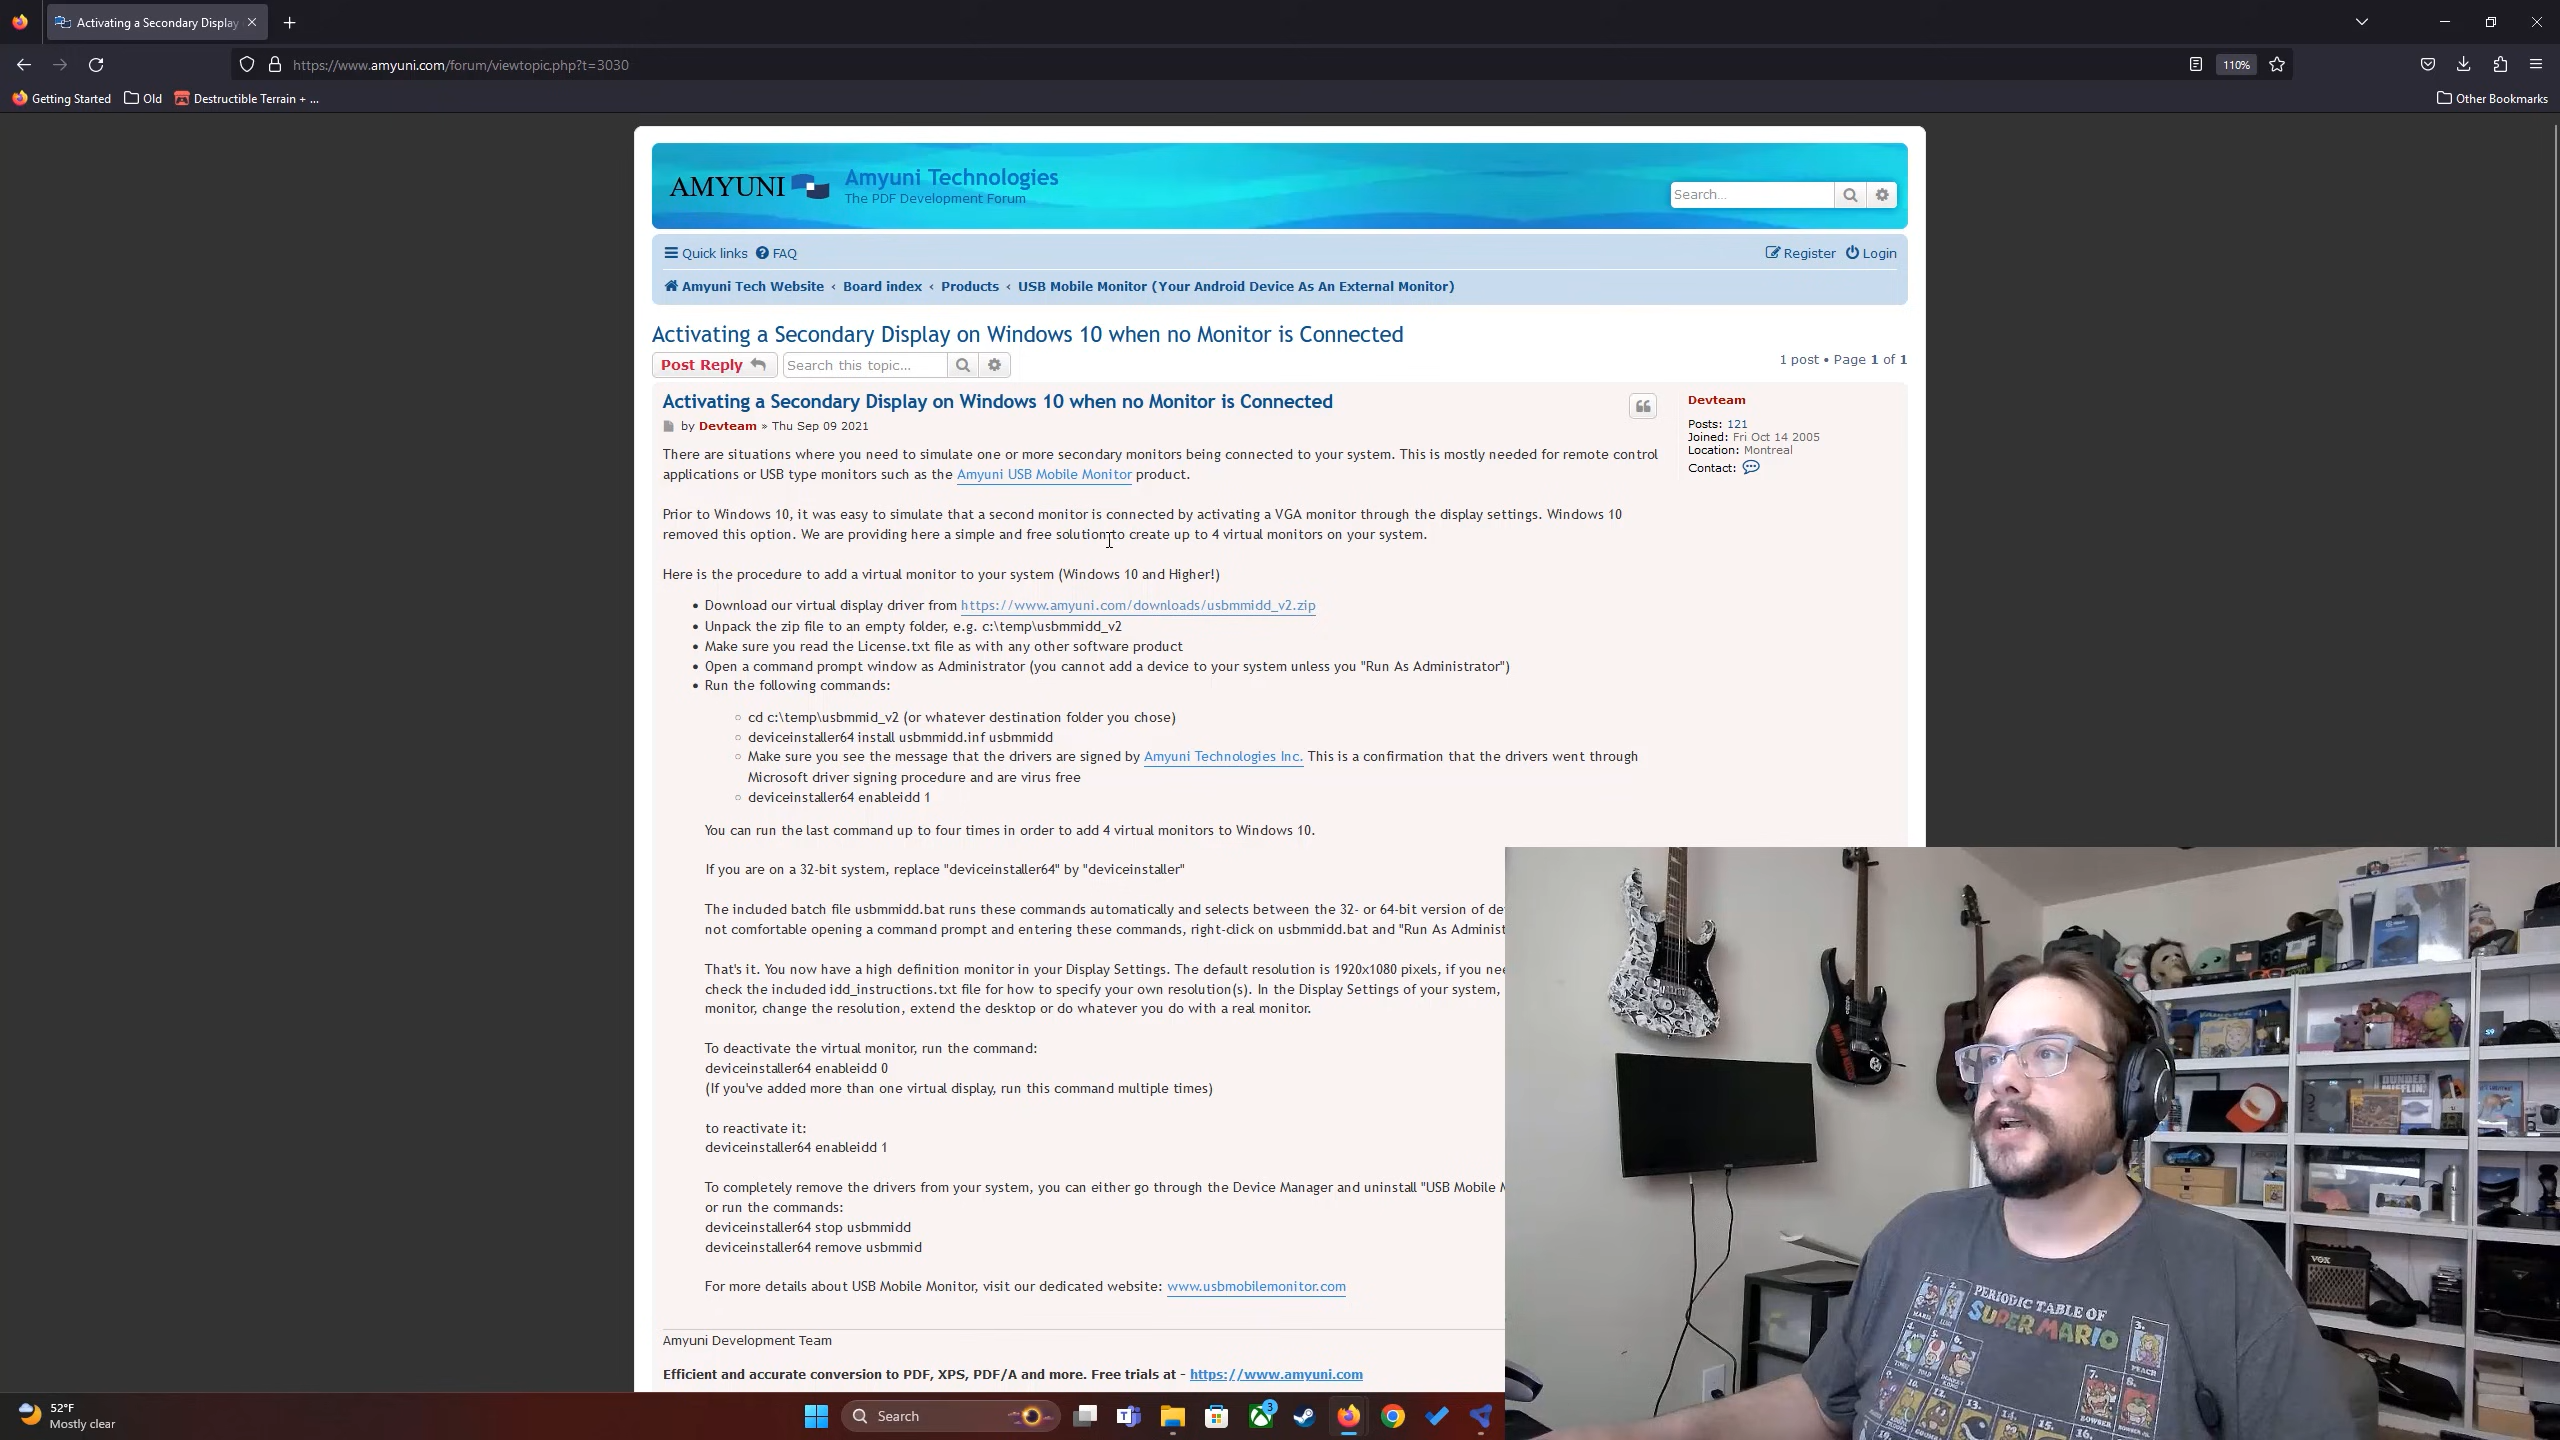 Activating a Secondary Display
https://www.amyuni.com/forum/viewtopic.php?t=3030
110%
Getting Started
Old
Destructible Terrain + ...
Other Bookmarks
AMYUNI
Amyuni Technologies
The PDF Development Forum
Search...
Quick links
FAQ
Register
Login
Amyuni Tech Website ‹ Board index ‹ Products ‹ USB Mobile Monitor (Your Android Device As An External Monitor)
Activating a Secondary Display on Windows 10 when no Monitor is Connected
Post Reply
Search this topic...
1 post • Page 1 of 1
Activating a Secondary Display on Windows 10 when no Monitor is Connected
by Devteam » Thu Sep 09 2021
Devteam
Posts: 121
Joined: Fri Oct 14 2005
Location: Montreal
Contact:
There are situations where you need to simulate one or more secondary monitors being connected to your system. This is mostly needed for remote control
applications or USB type monitors such as the Amyuni USB Mobile Monitor product.
Prior to Windows 10, it was easy to simulate that a second monitor is connected by activating a VGA monitor through the display settings. Windows 10
removed this option. We are providing here a simple and free solution to create up to 4 virtual monitors on your system.
Here is the procedure to add a virtual monitor to your system (Windows 10 and Higher!)
• Download our virtual display driver from https://www.amyuni.com/downloads/usbmmidd_v2.zip
• Unpack the zip file to an empty folder, e.g. c:\temp\usbmmidd_v2
• Make sure you read the License.txt file as with any other software product
• Open a command prompt window as Administrator (you cannot add a device to your system unless you "Run As Administrator")
• Run the following commands:
◦ cd c:\temp\usbmmid_v2 (or whatever destination folder you chose)
◦ deviceinstaller64 install usbmmidd.inf usbmmidd
◦ Make sure you see the message that the drivers are signed by Amyuni Technologies Inc. This is a confirmation that the drivers went through
Microsoft driver signing procedure and are virus free
◦ deviceinstaller64 enableidd 1
You can run the last command up to four times in order to add 4 virtual monitors to Windows 10.
If you are on a 32-bit system, replace "deviceinstaller64" by "deviceinstaller"
The included batch file usbmmidd.bat runs these commands automatically and selects between the 32- or 64-bit version of de
not comfortable opening a command prompt and entering these commands, right-click on usbmmidd.bat and "Run As Administ
That's it. You now have a high definition monitor in your Display Settings. The default resolution is 1920x1080 pixels, if you nee
check the included idd_instructions.txt file for how to specify your own resolution(s). In the Display Settings of your system,
monitor, change the resolution, extend the desktop or do whatever you do with a real monitor.
To deactivate the virtual monitor, run the command:
deviceinstaller64 enableidd 0
(If you've added more than one virtual display, run this command multiple times)
to reactivate it:
deviceinstaller64 enableidd 1
To completely remove the drivers from your system, you can either go through the Device Manager and uninstall "USB Mobile M
or run the commands:
deviceinstaller64 stop usbmmidd
deviceinstaller64 remove usbmmid
For more details about USB Mobile Monitor, visit our dedicated website: www.usbmobilemonitor.com
Amyuni Development Team
Efficient and accurate conversion to PDF, XPS, PDF/A and more. Free trials at - https://www.amyuni.com
DUNDER
MIFFLIN
VOX
PERIODIC TABLE OF
SUPER MARIO
MARIO
PEACH
BOWSER
52°F
Mostly clear
Search
3